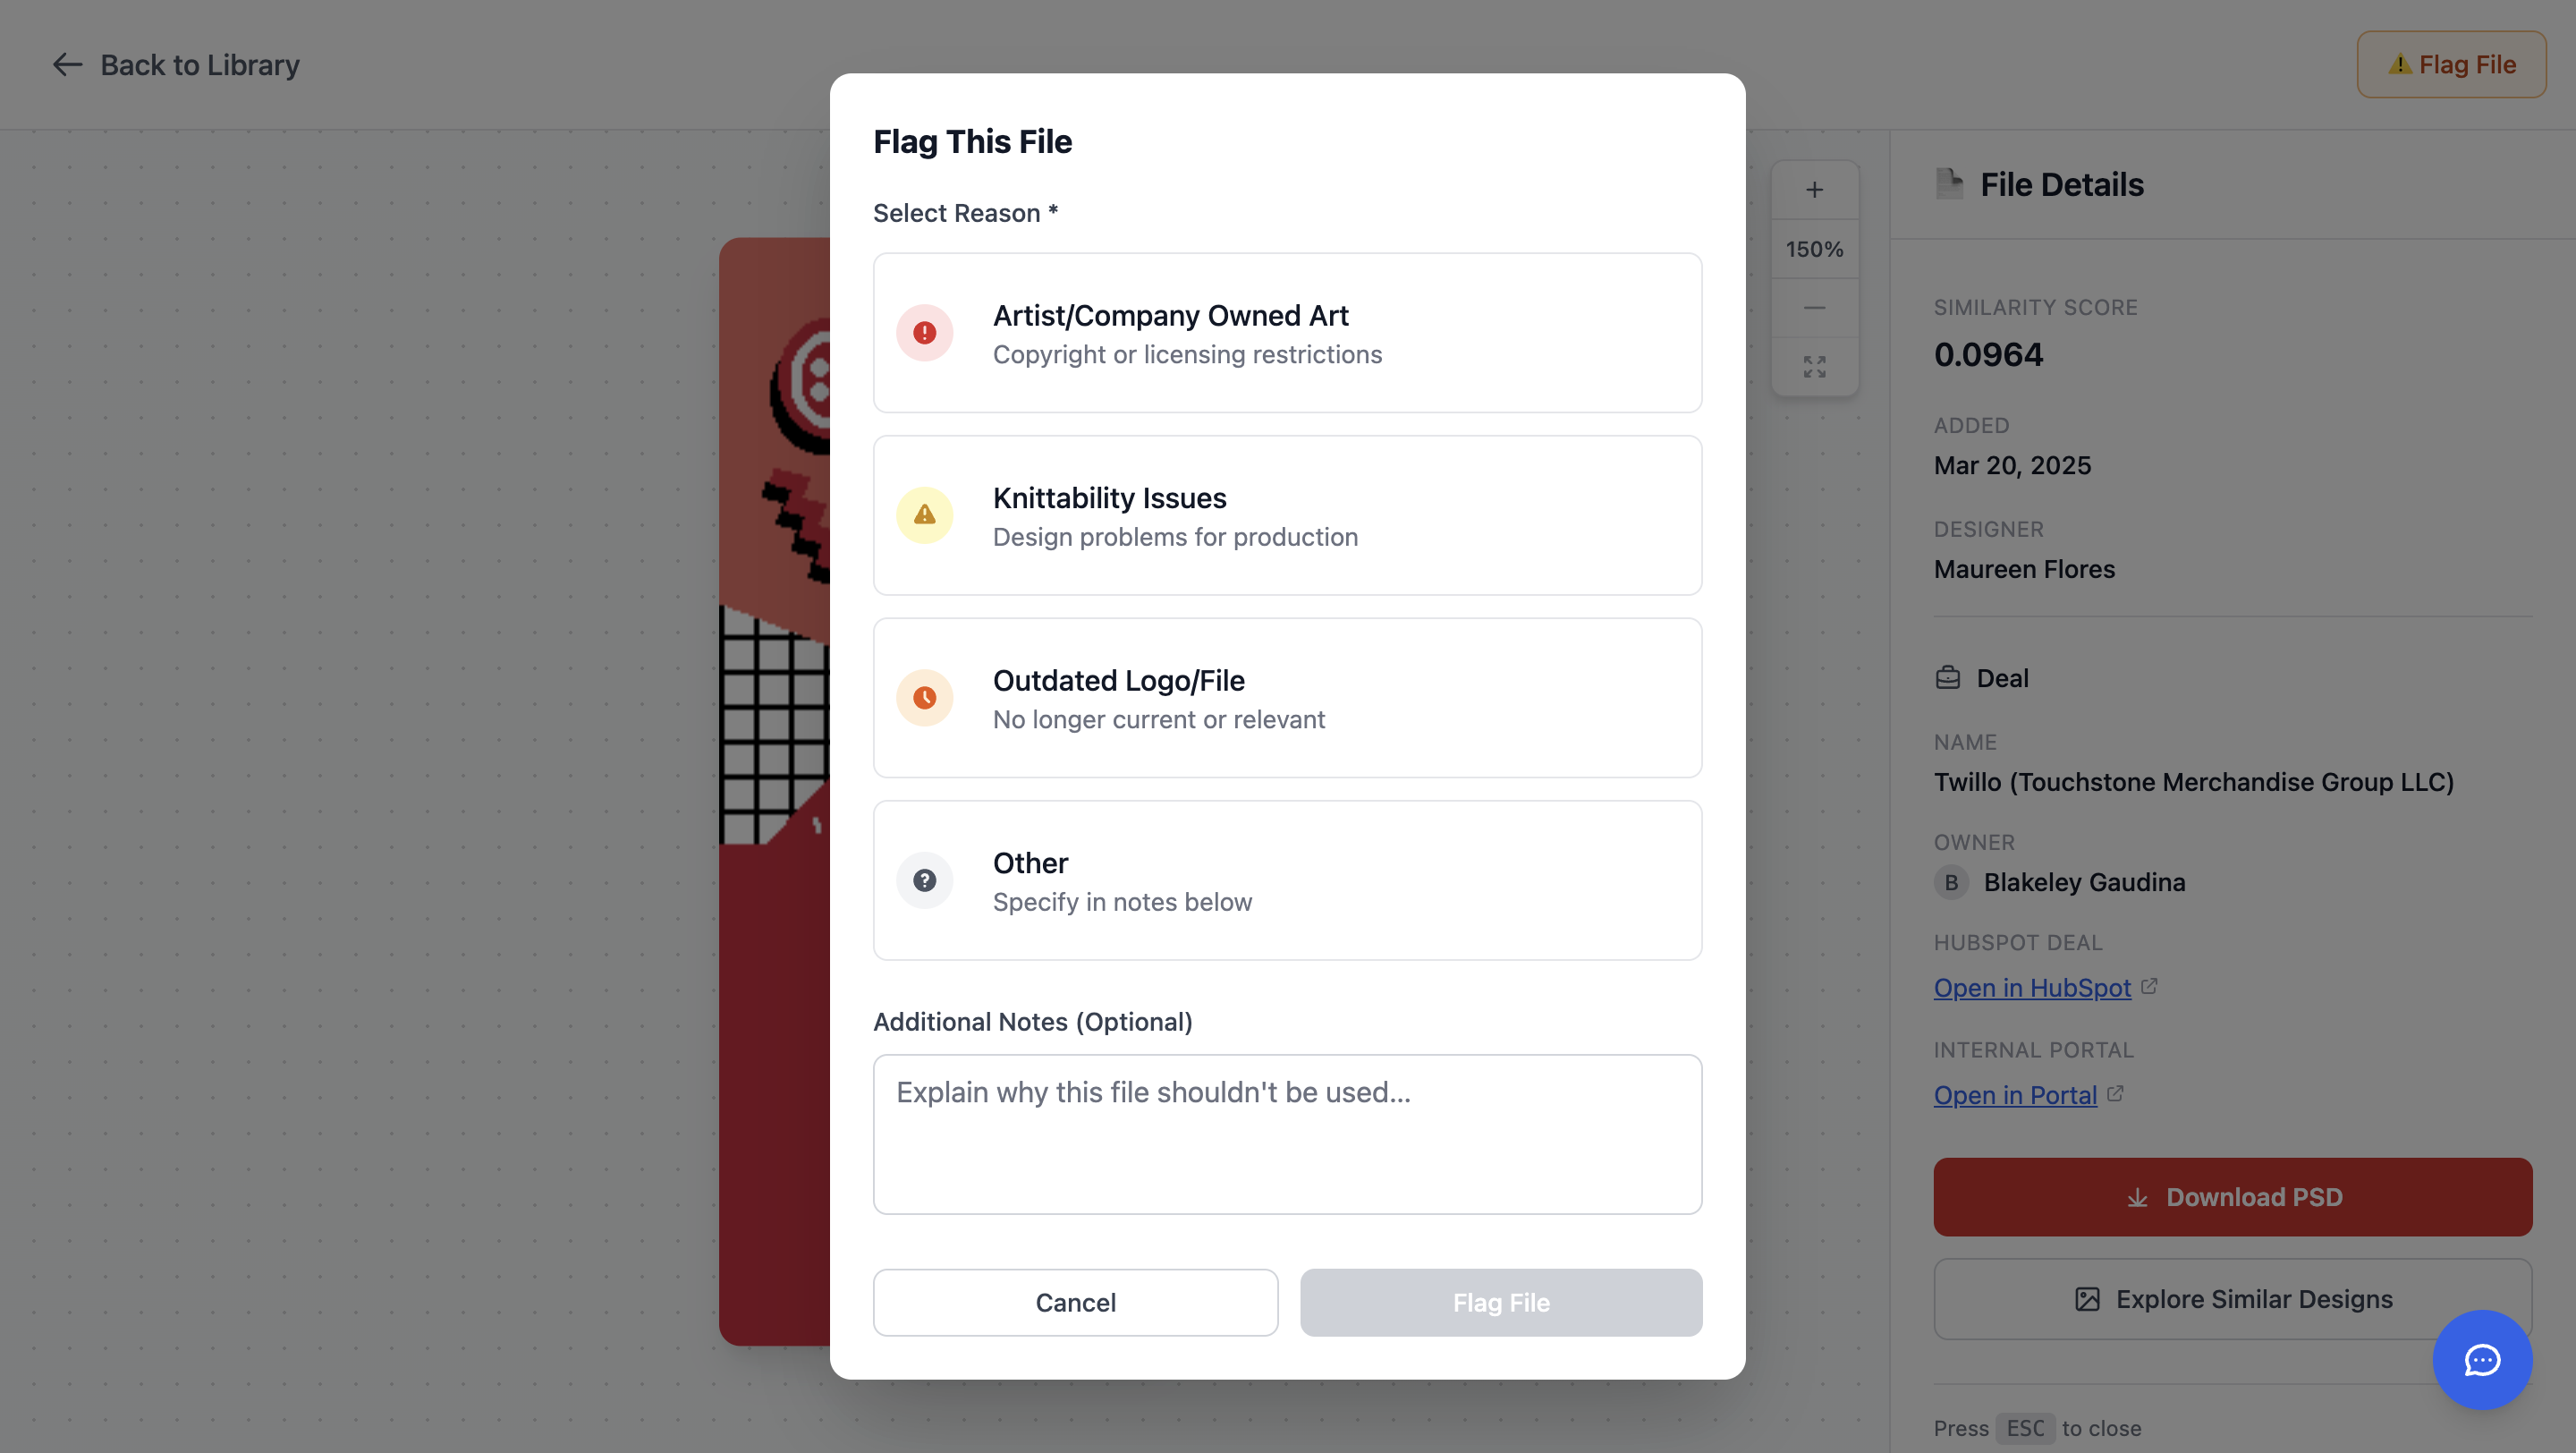 Back to Library
Flag File
Flag This File
Select Reason *
Artist/Company Owned Art
Copyright or licensing restrictions
Knittability Issues
Design problems for production
Outdated Logo/File
No longer current or relevant
Other
Specify in notes below
Additional Notes (Optional)
Explain why this file shouldn't be used...
Cancel
Flag File
150%
File Details
SIMILARITY SCORE
0.0964
ADDED
Mar 20, 2025
DESIGNER
Maureen Flores
Deal
NAME
Twillo (Touchstone Merchandise Group LLC)
OWNER
B Blakeley Gaudina
HUBSPOT DEAL
Open in HubSpot
INTERNAL PORTAL
Open in Portal
Download PSD
Explore Similar Designs
Press ESC to close